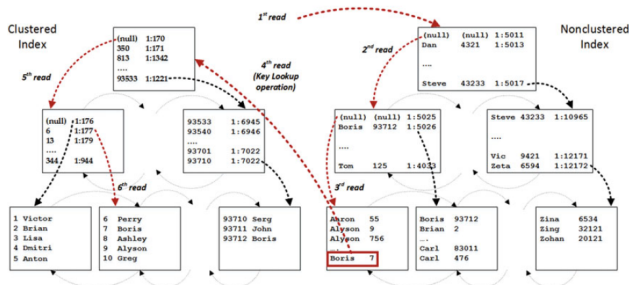 Clustered
Index
(null) 1:170
350 1:171
813 1:1342
....
93533 1:1221
1st read
2nd read
(null) (null) 1:5011
Dan 4321 1:5013
....
Steve 43233 1:5017
Nonclustered
Index
5th read
4th read
(Key Lookup
operation)
(null) 1:176
6 1:177
13 1:179
....
344 1:944
93533 1:6945
93540 1:6946
....
93701 1:7022
93710 1:7022
(null) (null) 1:5025
Boris 93712 1:5026
....
Tom 125 1:4023
Steve 43233 1:10965
....
Vic 9421 1:12171
Zeta 6594 1:12172
6th read
3rd read
1 Victor
2 Brian
3 Lisa
4 Dmitri
5 Anton
6 Perry
7 Boris
8 Ashley
9 Alyson
10 Greg
93710 Serg
93711 John
93712 Boris
Aaron 55
Alyson 9
Alyson 756
....
Boris 7
Boris 93712
Brian 2
....
Carl 83011
Carl 476
Zina 6534
Zing 32121
Zohan 20121